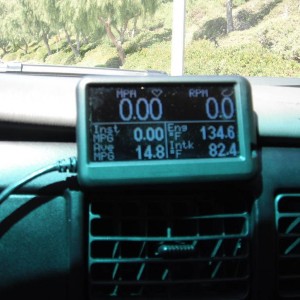 MPH ♡ RPM ♡
0.00 0.0
Inst MPG 0.00 Eng F 134.6
Ave MPG 14.8 Intk F 82.4